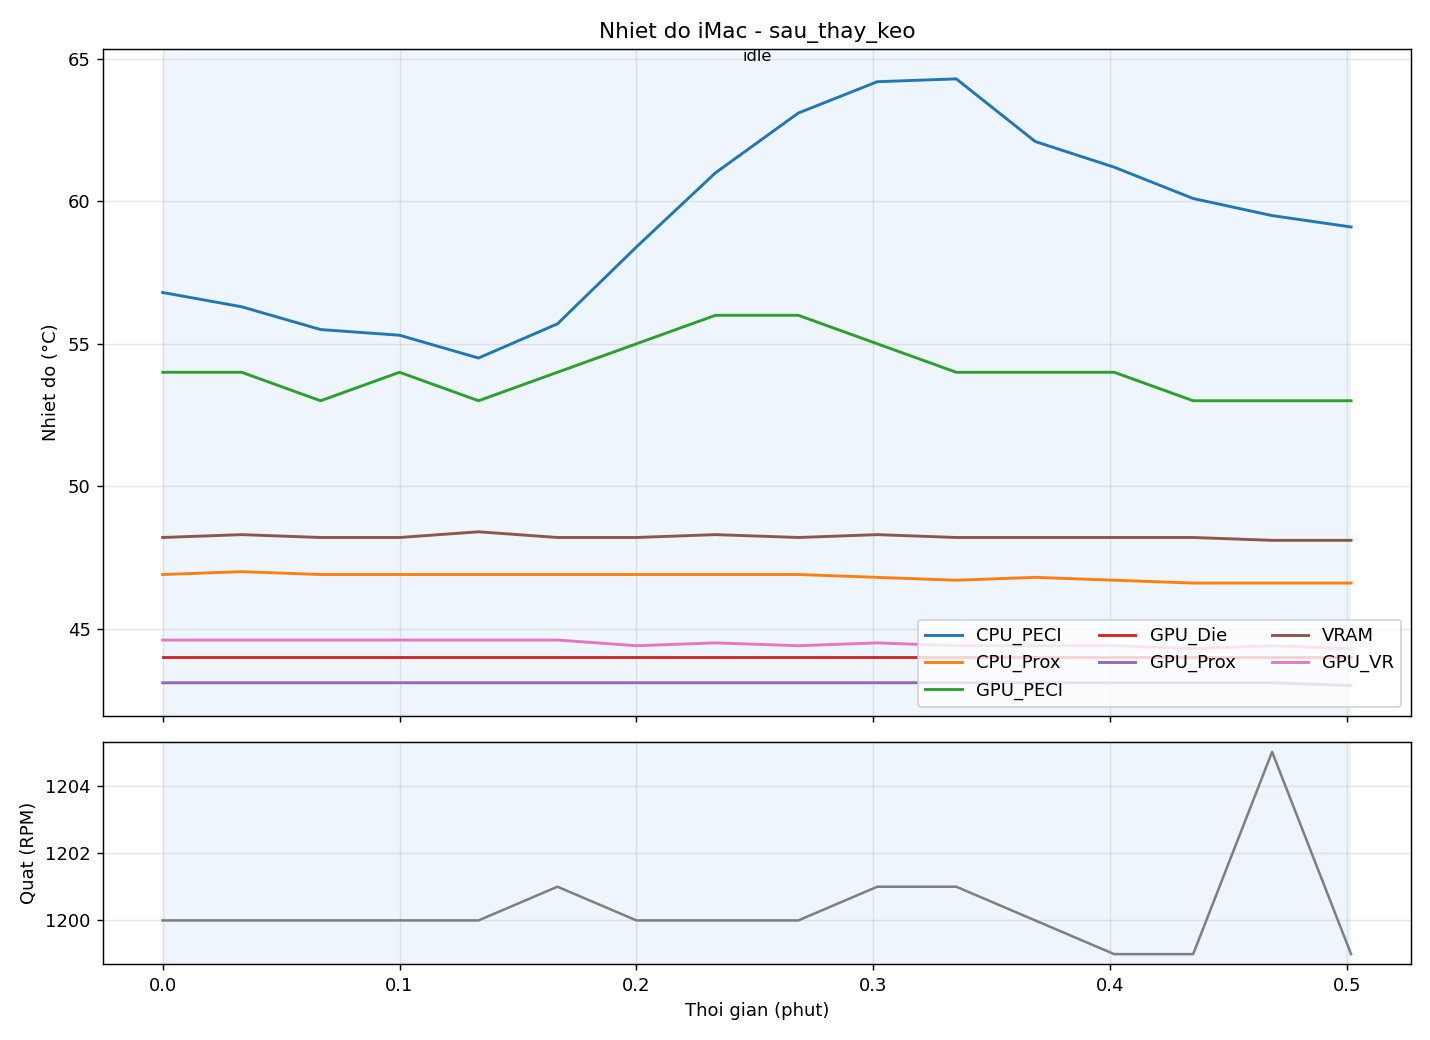 Nhiet do iMac - sau_thay_keo
idle
65
60
55
50
45
Nhiet do (°C)
CPU_PECI
CPU_Prox
GPU_PECI
GPU_Die
GPU_Prox
VRAM
GPU_VR
1204
1202
1200
Quat (RPM)
0.0 0.1 0.2 0.3 0.4 0.5
Thoi gian (phut)